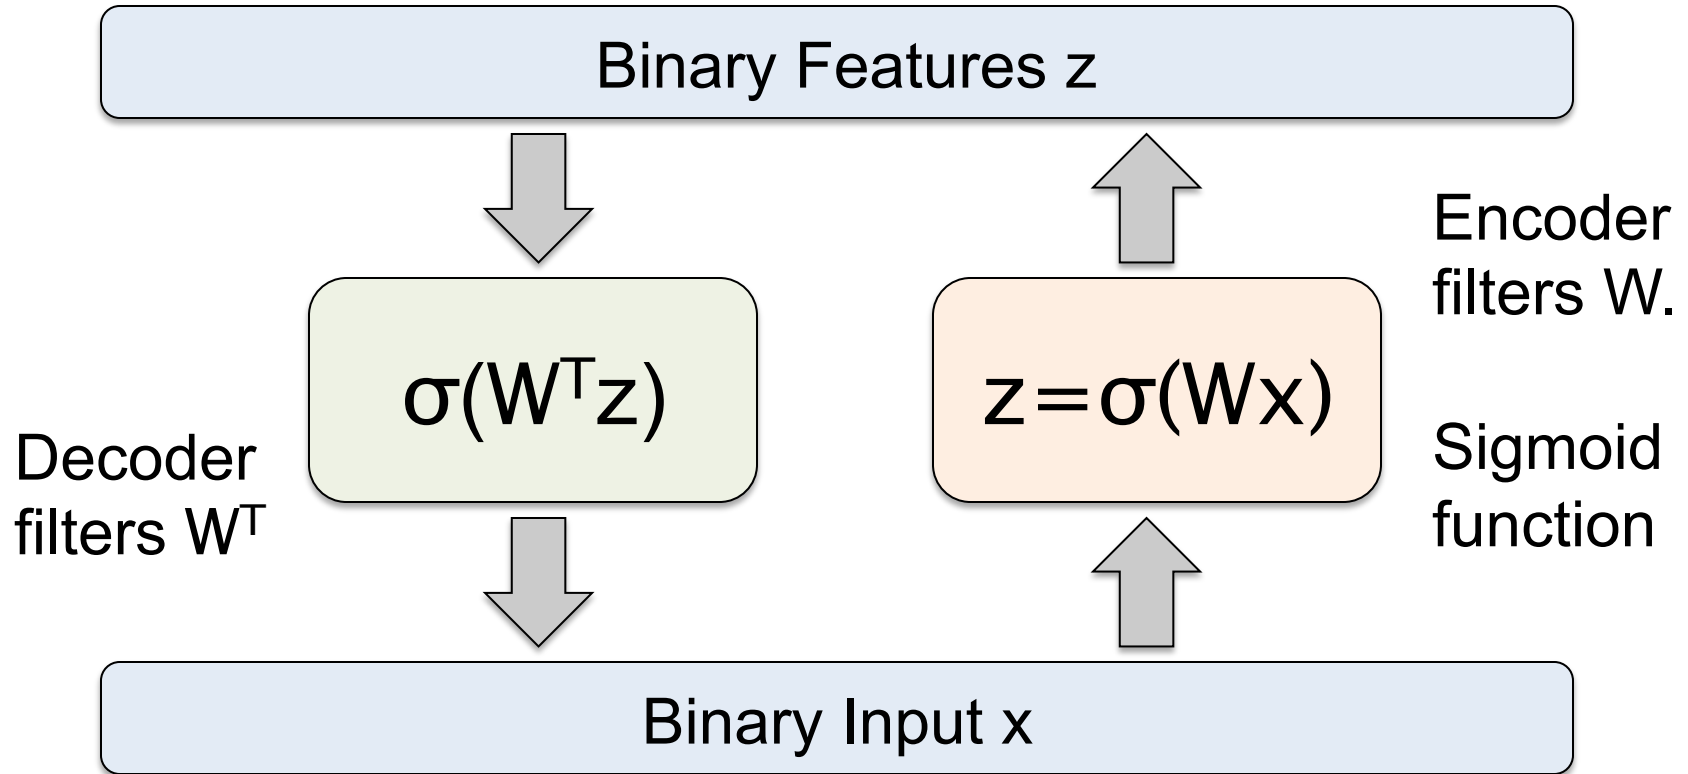 Binary Features z
Encoder
filters W.
σ(Wᵀz)
z=σ(Wx)
Decoder
filters Wᵀ
Sigmoid
function
Binary Input x